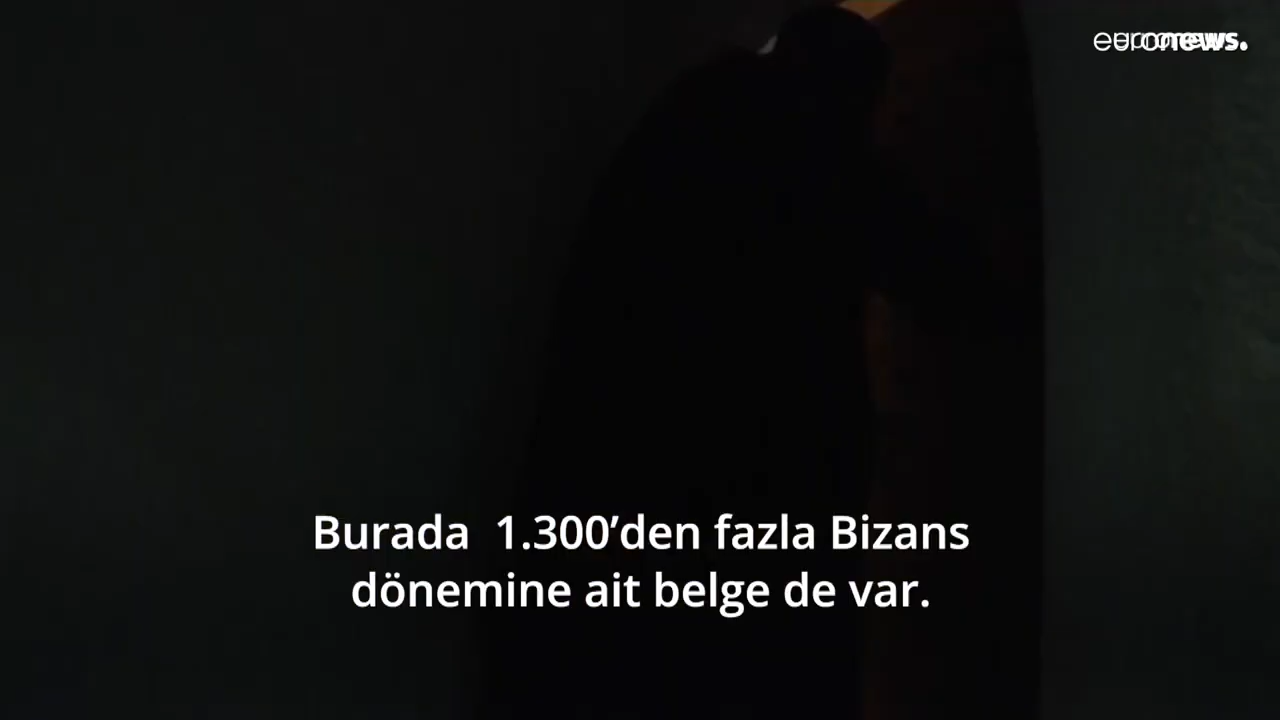 euronews.
Burada 1.300’den fazla Bizans
dönemine ait belge de var.